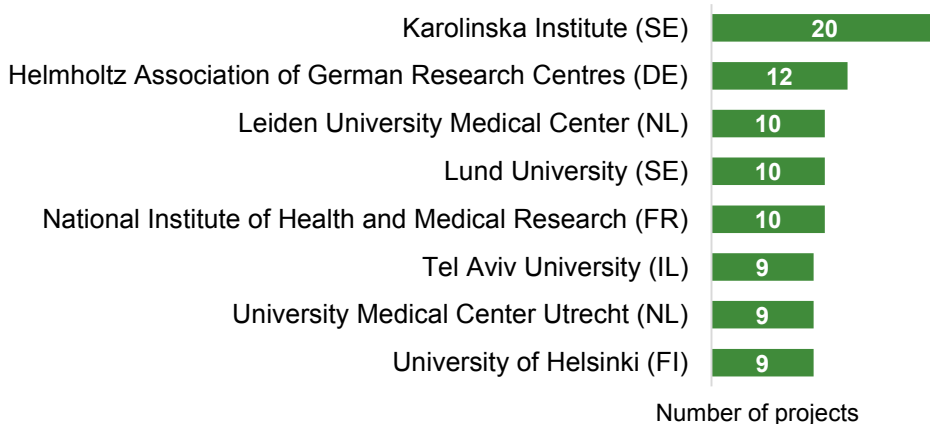 Karolinska Institute (SE) 20
Helmholtz Association of German Research Centres (DE) 12
Leiden University Medical Center (NL) 10
Lund University (SE) 10
National Institute of Health and Medical Research (FR) 10
Tel Aviv University (IL) 9
University Medical Center Utrecht (NL) 9
University of Helsinki (FI) 9
Number of projects